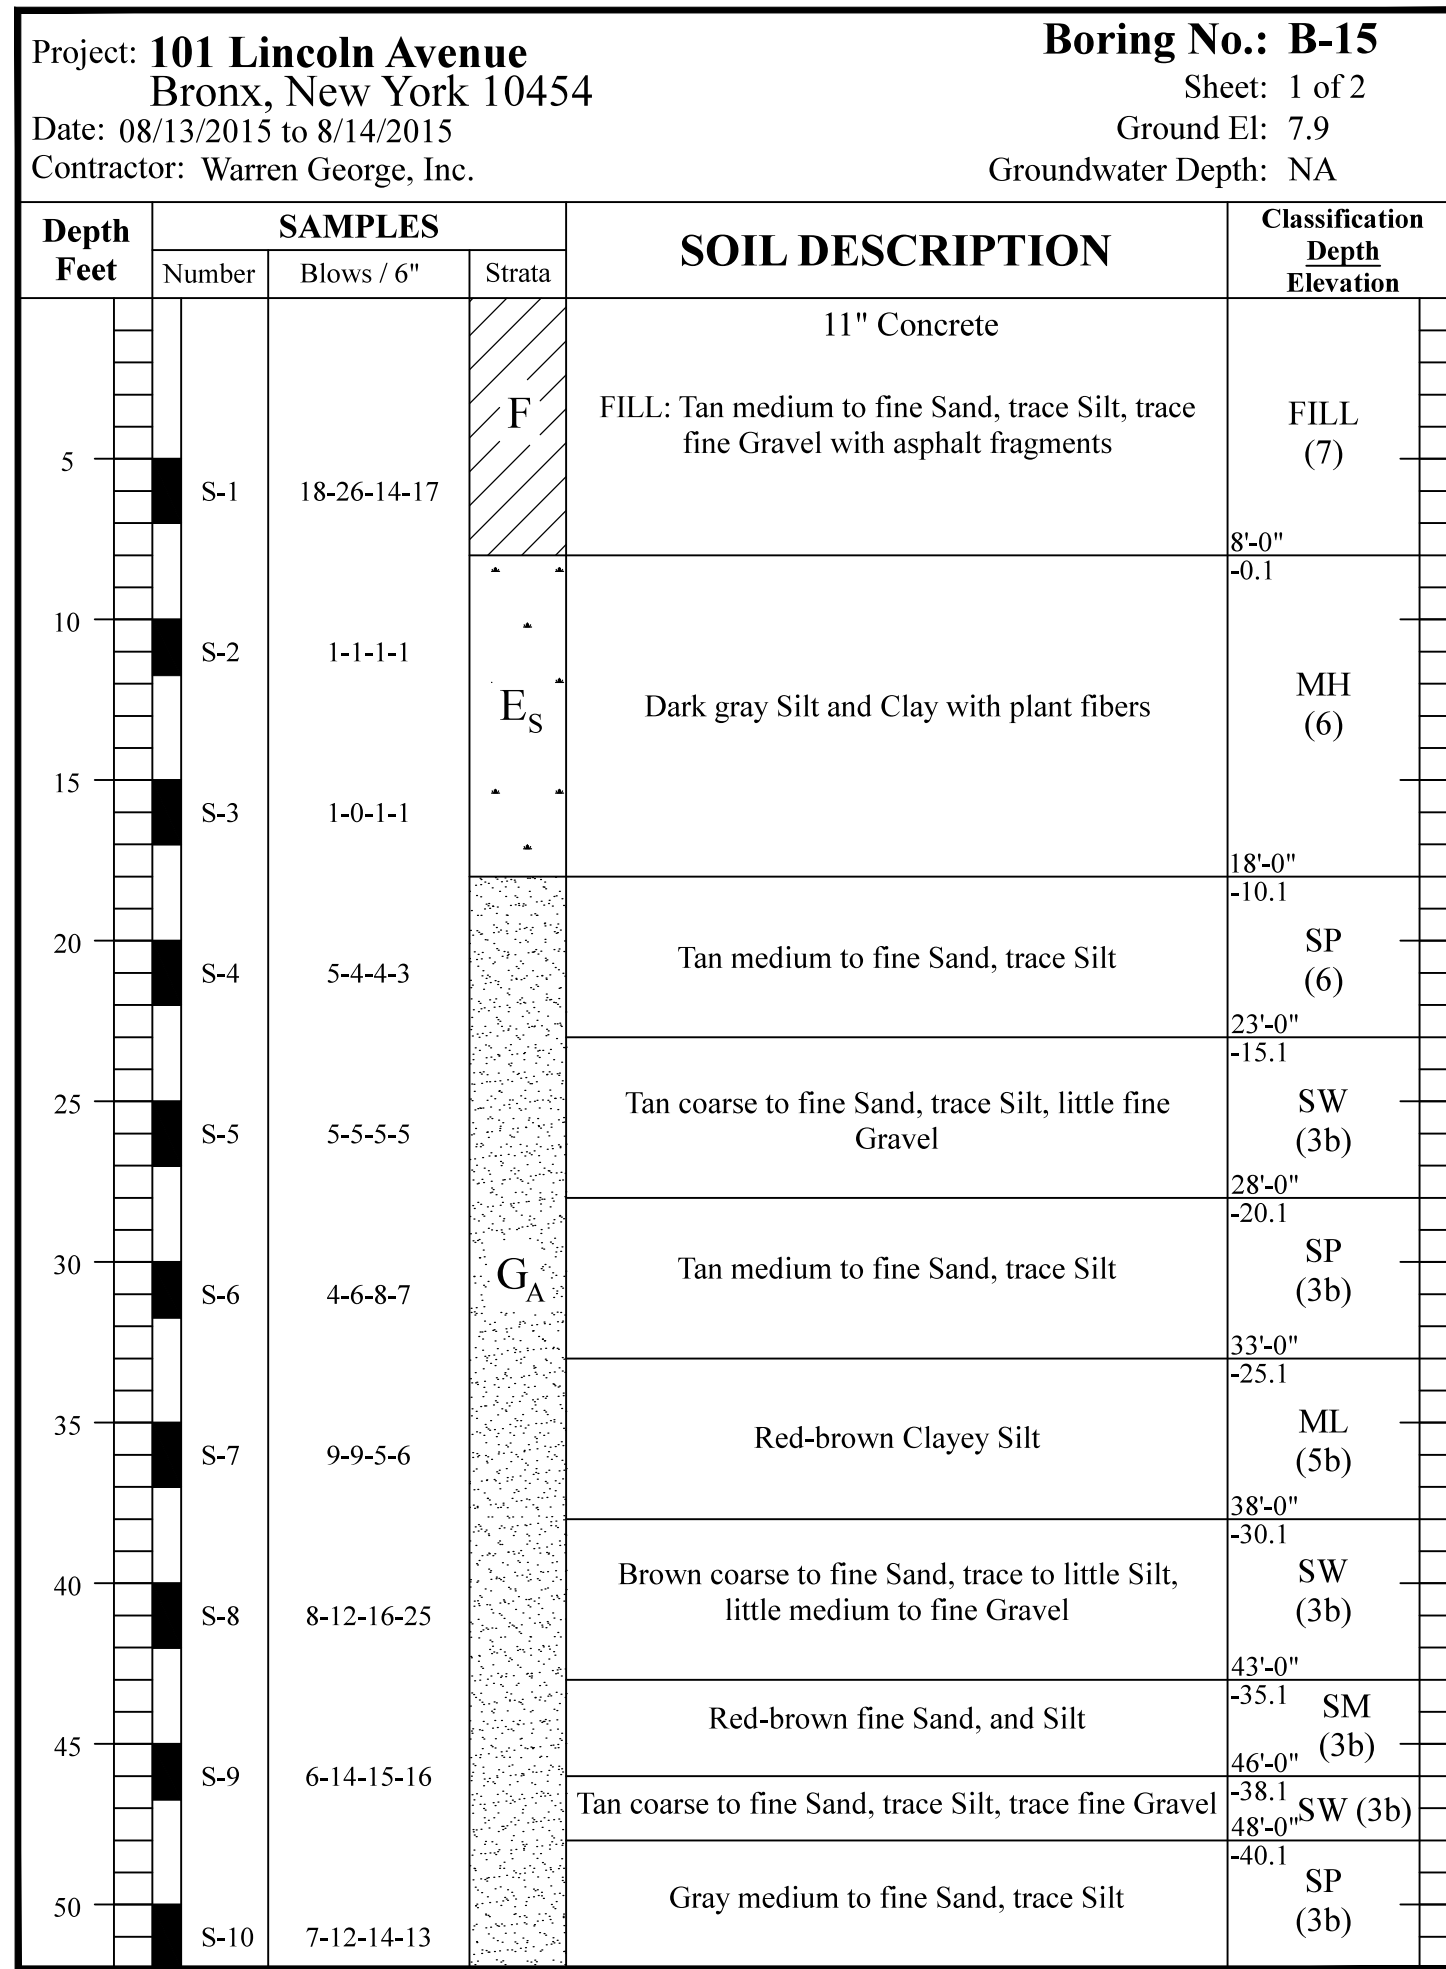 Project: 101 Lincoln Avenue
Bronx, New York 10454
Date: 08/13/2015 to 8/14/2015
Contractor: Warren George, Inc.
Boring No.: B-15
Sheet: 1 of 2
Ground El: 7.9
Groundwater Depth: NA
Depth
Feet
SAMPLES
Number
Blows / 6"
Strata
SOIL DESCRIPTION
Classification
Depth
Elevation
11" Concrete
F
FILL: Tan medium to fine Sand, trace Silt, trace
fine Gravel with asphalt fragments
FILL
(7)
5
S-1
18-26-14-17
8'-0"
-0.1
10
S-2
1-1-1-1
E_S
Dark gray Silt and Clay with plant fibers
MH
(6)
15
S-3
1-0-1-1
18'-0"
-10.1
20
S-4
5-4-4-3
Tan medium to fine Sand, trace Silt
SP
(6)
23'-0"
-15.1
25
S-5
5-5-5-5
Tan coarse to fine Sand, trace Silt, little fine
Gravel
SW
(3b)
28'-0"
-20.1
30
S-6
4-6-8-7
G_A
Tan medium to fine Sand, trace Silt
SP
(3b)
33'-0"
-25.1
35
S-7
9-9-5-6
Red-brown Clayey Silt
ML
(5b)
38'-0"
-30.1
40
S-8
8-12-16-25
Brown coarse to fine Sand, trace to little Silt,
little medium to fine Gravel
SW
(3b)
43'-0"
-35.1
Red-brown fine Sand, and Silt
SM
(3b)
45
S-9
6-14-15-16
46'-0"
-38.1
Tan coarse to fine Sand, trace Silt, trace fine Gravel
SW (3b)
48'-0"
-40.1
50
S-10
7-12-14-13
Gray medium to fine Sand, trace Silt
SP
(3b)